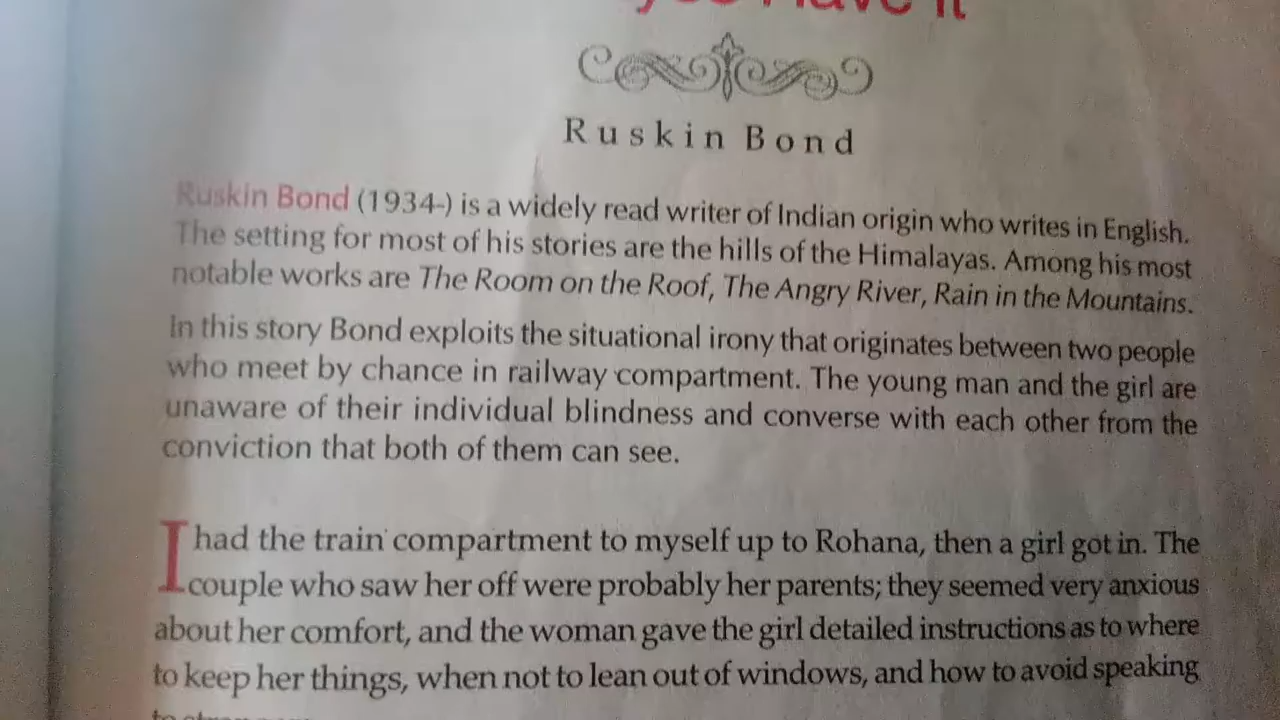 Have It
Ruskin Bond
Ruskin Bond (1934-) is a widely read writer of Indian origin who writes in English.
The setting for most of his stories are the hills of the Himalayas. Among his most
notable works are The Room on the Roof, The Angry River, Rain in the Mountains.
In this story Bond exploits the situational irony that originates between two people
who meet by chance in railway compartment. The young man and the girl are
unaware of their individual blindness and converse with each other from the
conviction that both of them can see.
I had the train compartment to myself up to Rohana, then a girl got in. The
couple who saw her off were probably her parents; they seemed very anxious
about her comfort, and the woman gave the girl detailed instructions as to where
to keep her things, when not to lean out of windows, and how to avoid speaking